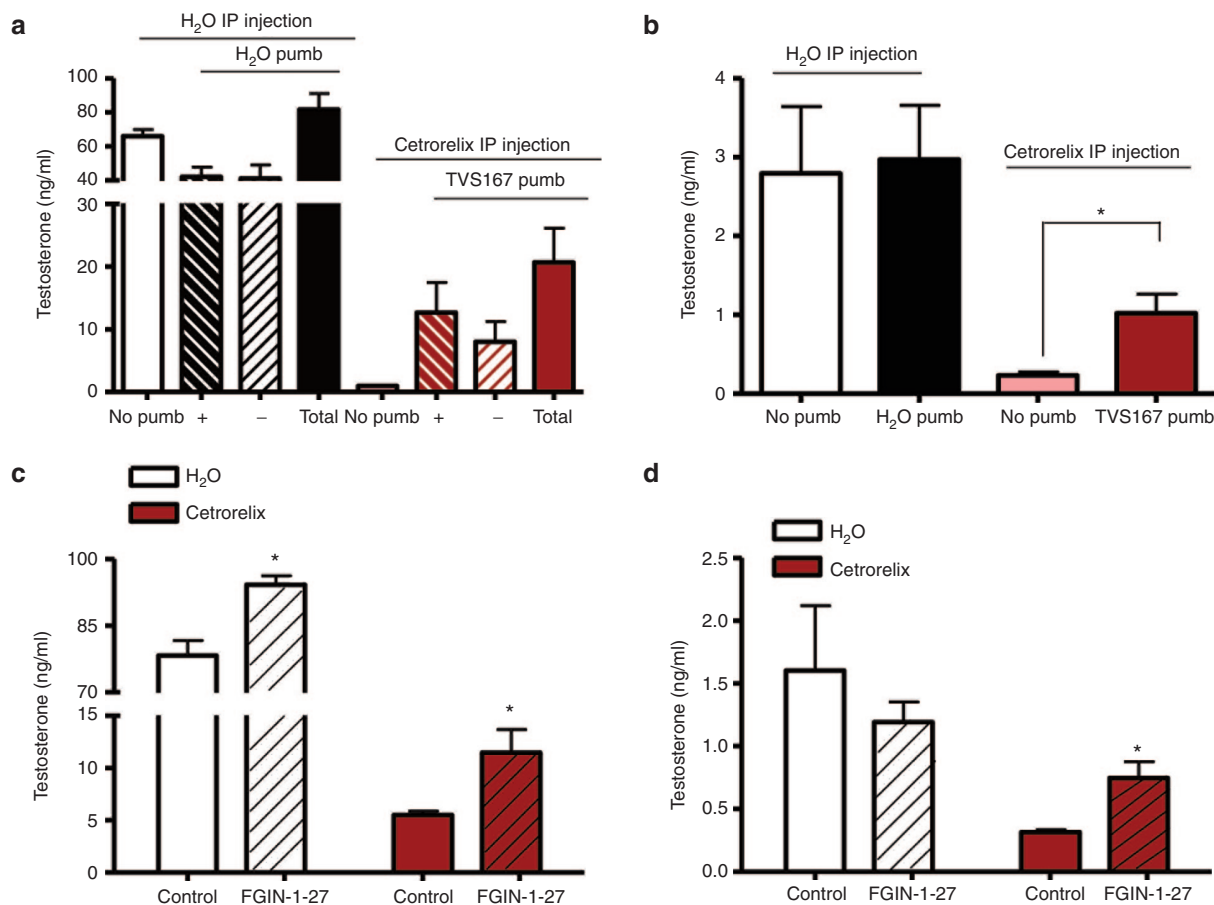 a
H₂O IP injection
H₂O pumb
Cetrorelix IP injection
TVS167 pumb
Testosterone (ng/ml)
100
80
60
40
30
20
10
0
No pumb + – Total No pumb + – Total
b
H₂O IP injection
Cetrorelix IP injection
*
Testosterone (ng/ml)
4
3
2
1
0
No pumb H₂O pumb No pumb TVS167 pumb
c
H₂O
Cetrorelix
Testosterone (ng/ml)
100
85
70
15
10
5
0
*
*
Control FGIN-1-27 Control FGIN-1-27
d
H₂O
Cetrorelix
Testosterone (ng/ml)
2.5
2.0
1.5
1.0
0.5
0.0
*
Control FGIN-1-27 Control FGIN-1-27